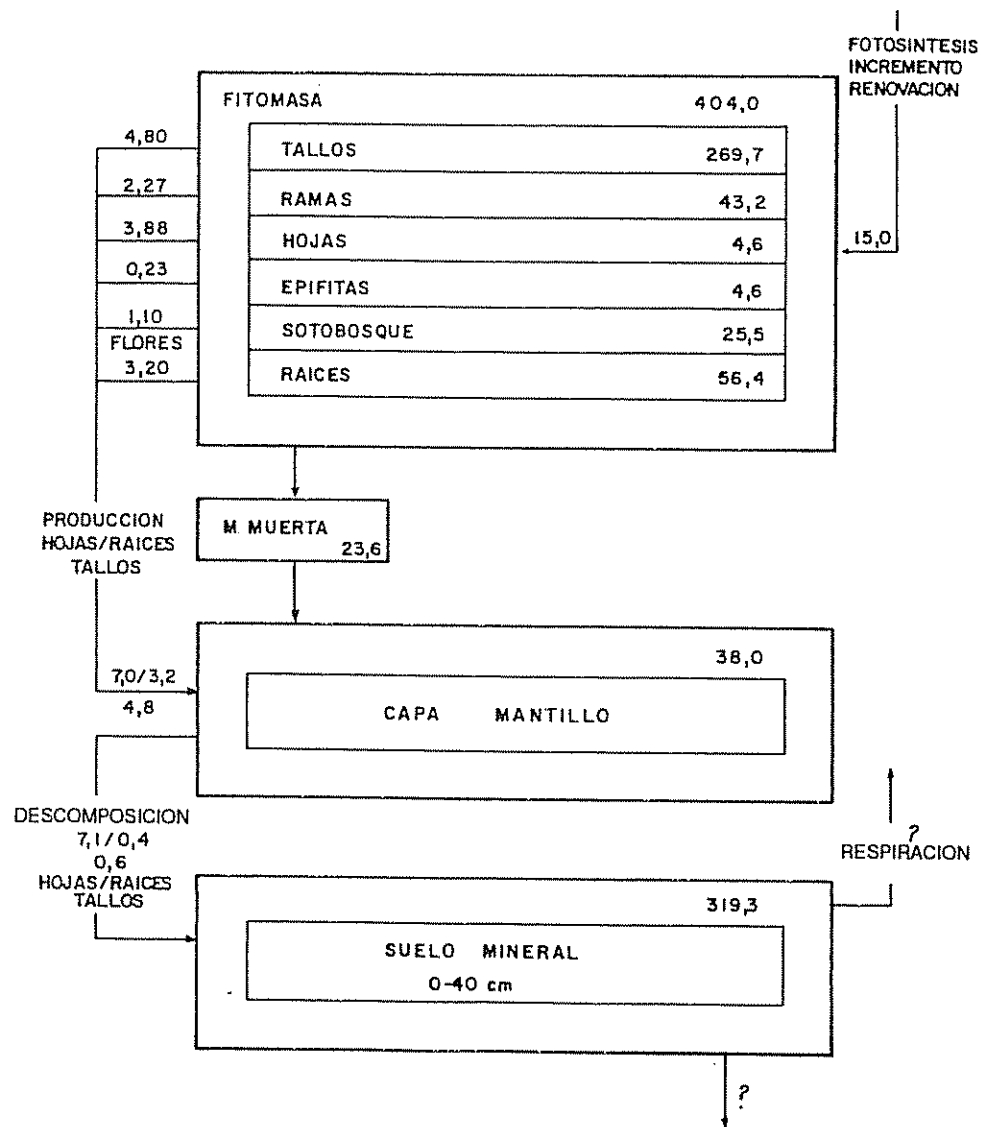 FOTOSINTESIS
INCREMENTO
RENOVACION
FITOMASA 404,0
4,80
TALLOS 269,7
2,27
RAMAS 43,2
3,88
HOJAS 4,6
15,0
0,23
EPIFITAS 4,6
1,10
SOTOBOSQUE 25,5
FLORES
3,20
RAICES 56,4
M. MUERTA
23,6
PRODUCCION
HOJAS/RAICES
TALLOS
38,0
7,0/3,2
4,8
CAPA MANTILLO
DESCOMPOSICION
7,1/0,4
0,6
HOJAS/RAICES
TALLOS
?
RESPIRACION
319,3
SUELO MINERAL
0-40 cm
?